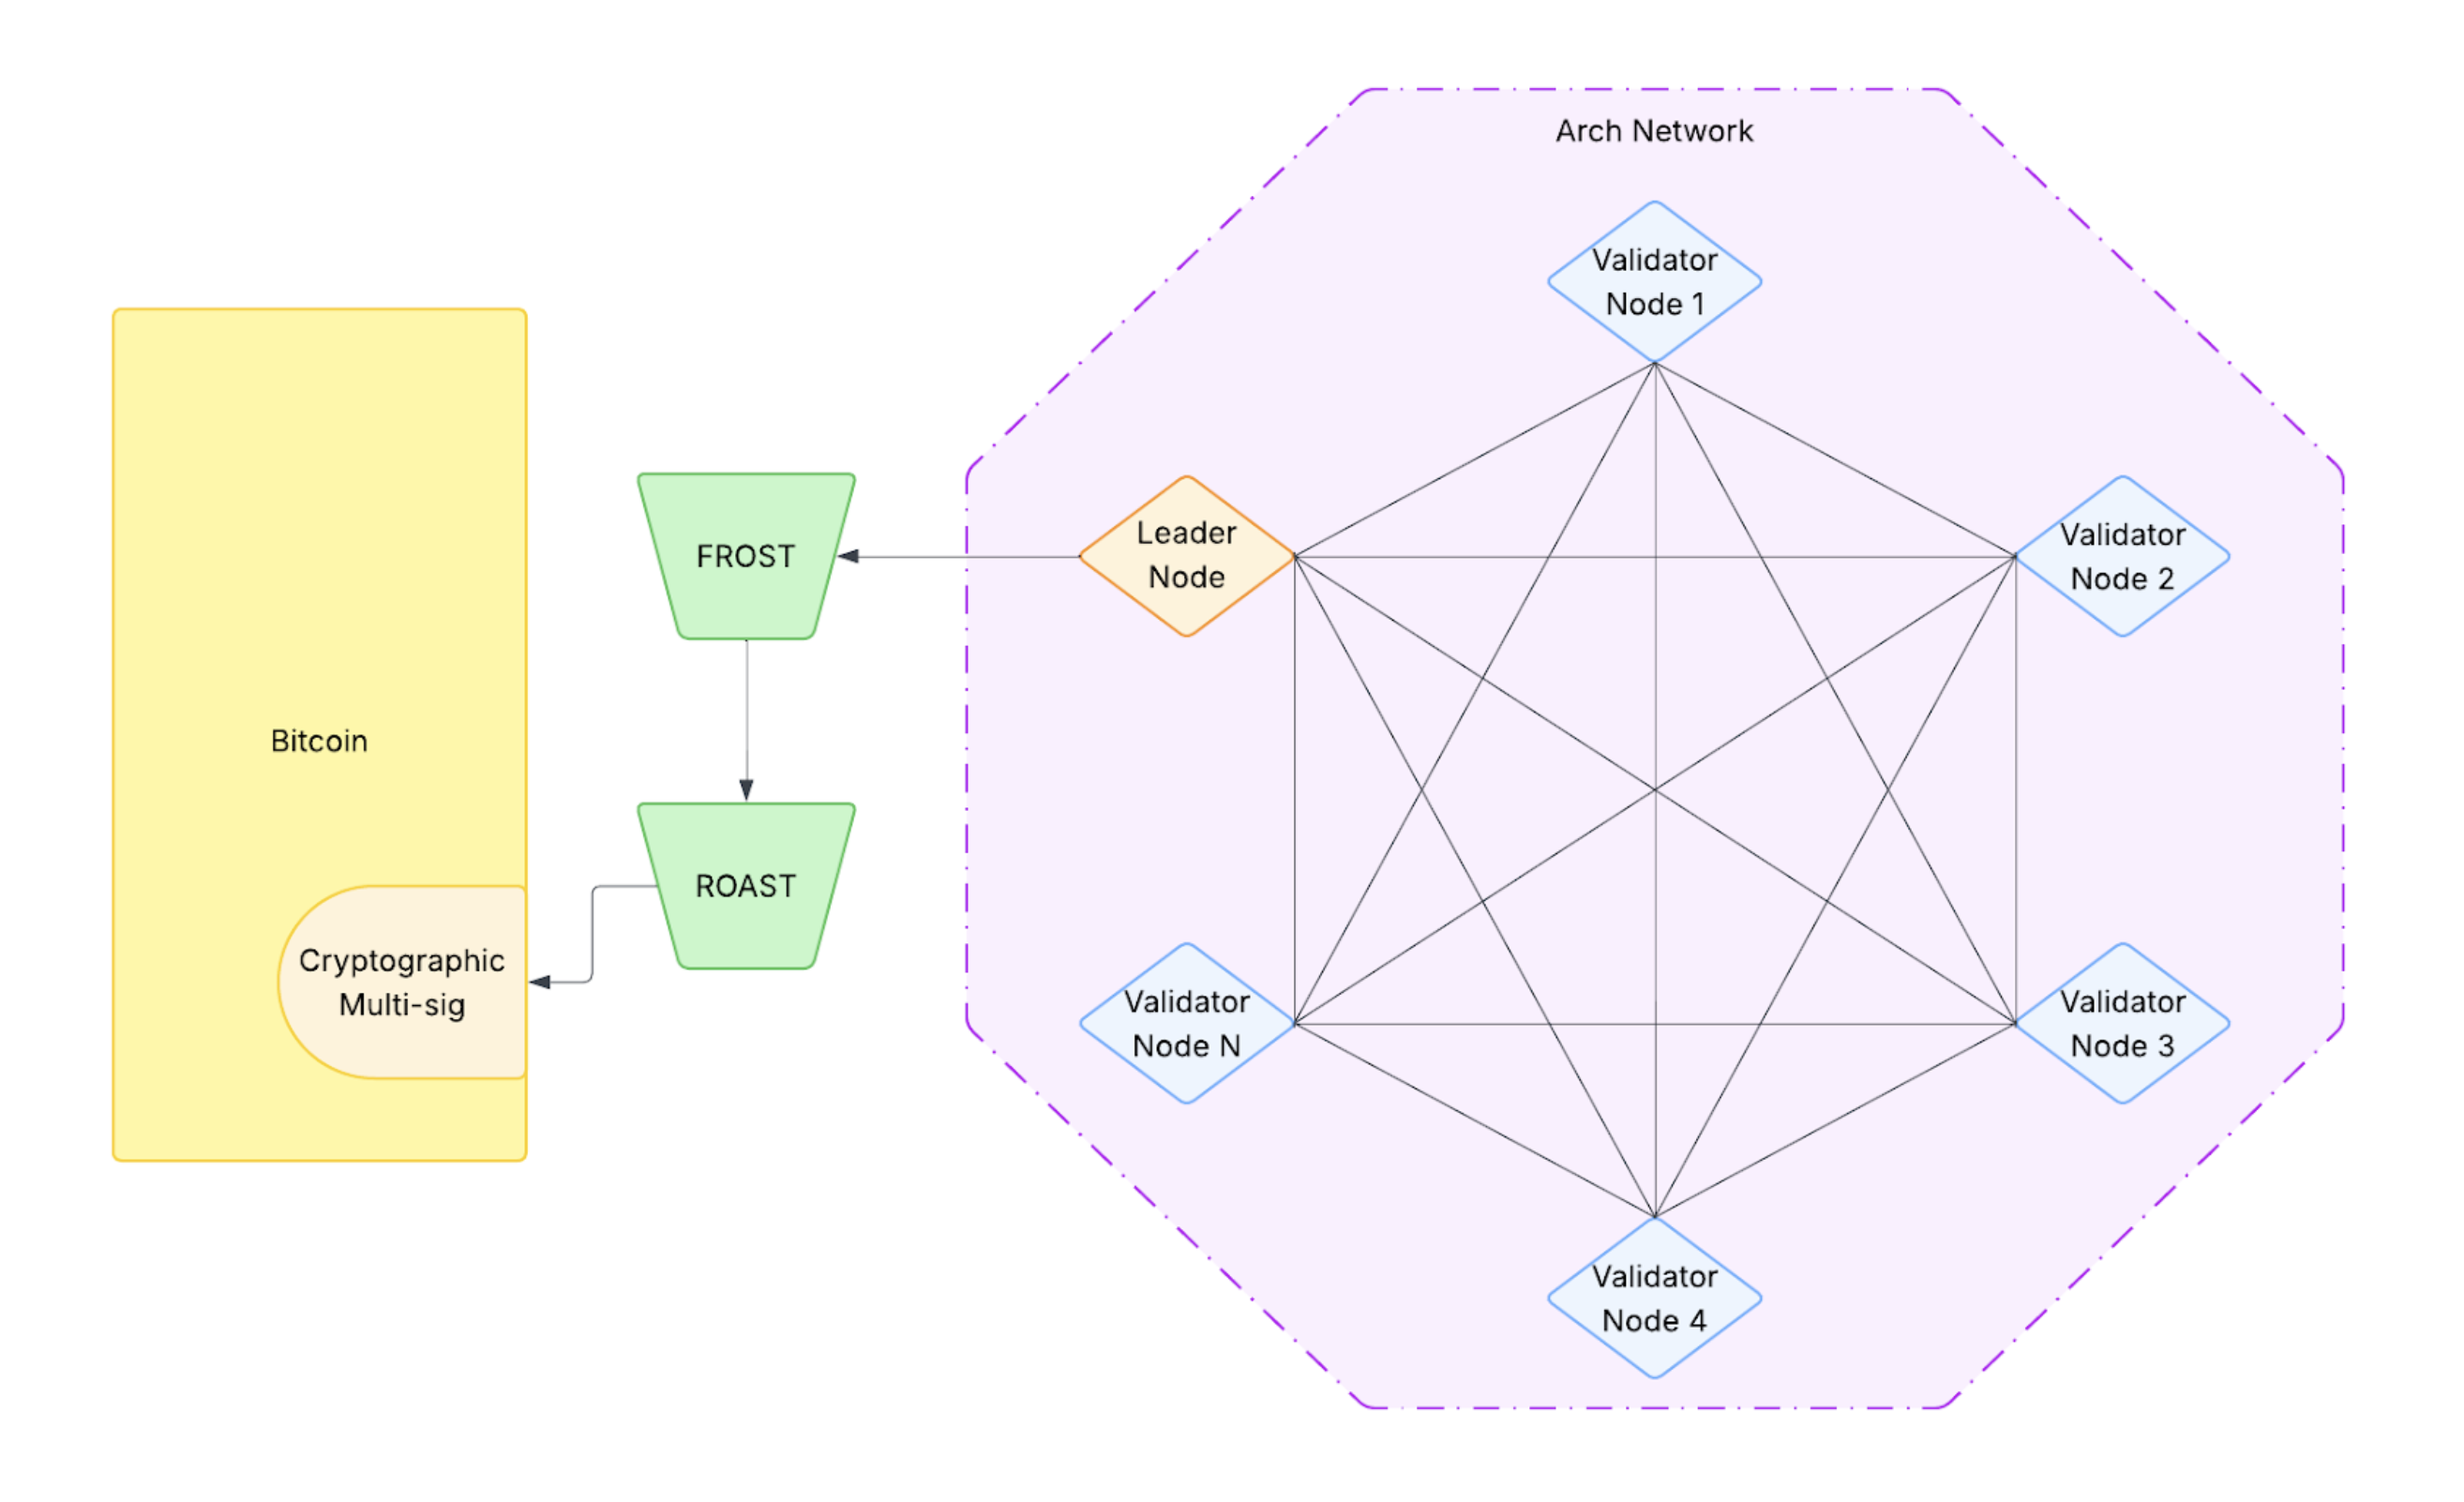 Arch Network
Validator
Node 1
Leader
Node
Validator
Node 2
FROST
Bitcoin
ROAST
Cryptographic
Multi-sig
Validator
Node N
Validator
Node 3
Validator
Node 4